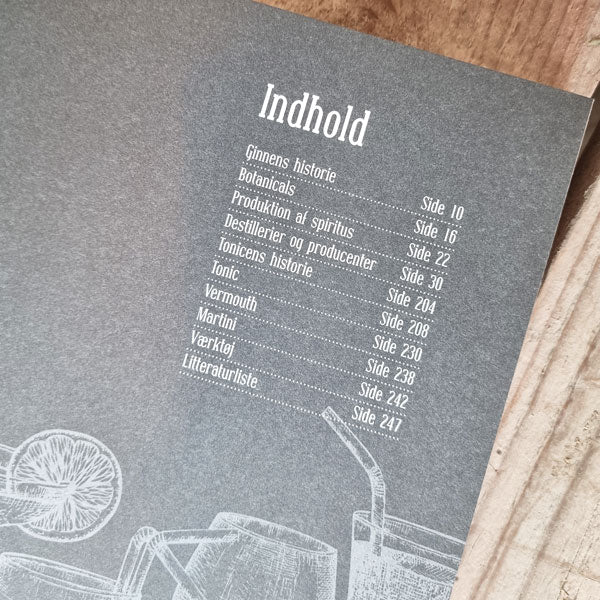 Indhold
Ginnens historie Side 10
Botanicals Side 16
Produktion af spiritus Side 22
Destillerier og producenter Side 30
Tonicens historie Side 204
Tonic Side 208
Vermouth Side 230
Martini Side 238
Værktøj Side 242
Litteraturliste Side 247